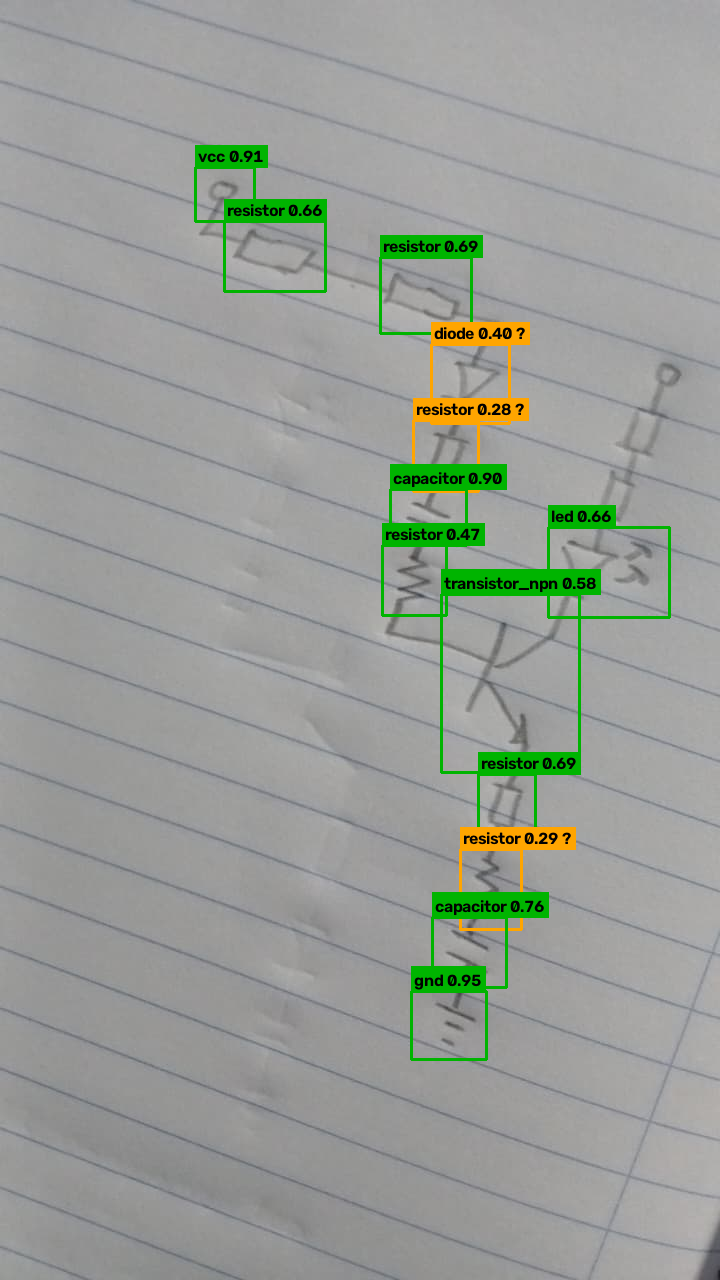 vcc 0.91
resistor 0.66
resistor 0.69
diode 0.40 ?
resistor 0.28 ?
capacitor 0.90
led 0.66
resistor 0.47
transistor_npn 0.58
resistor 0.69
resistor 0.29 ?
capacitor 0.76
gnd 0.95